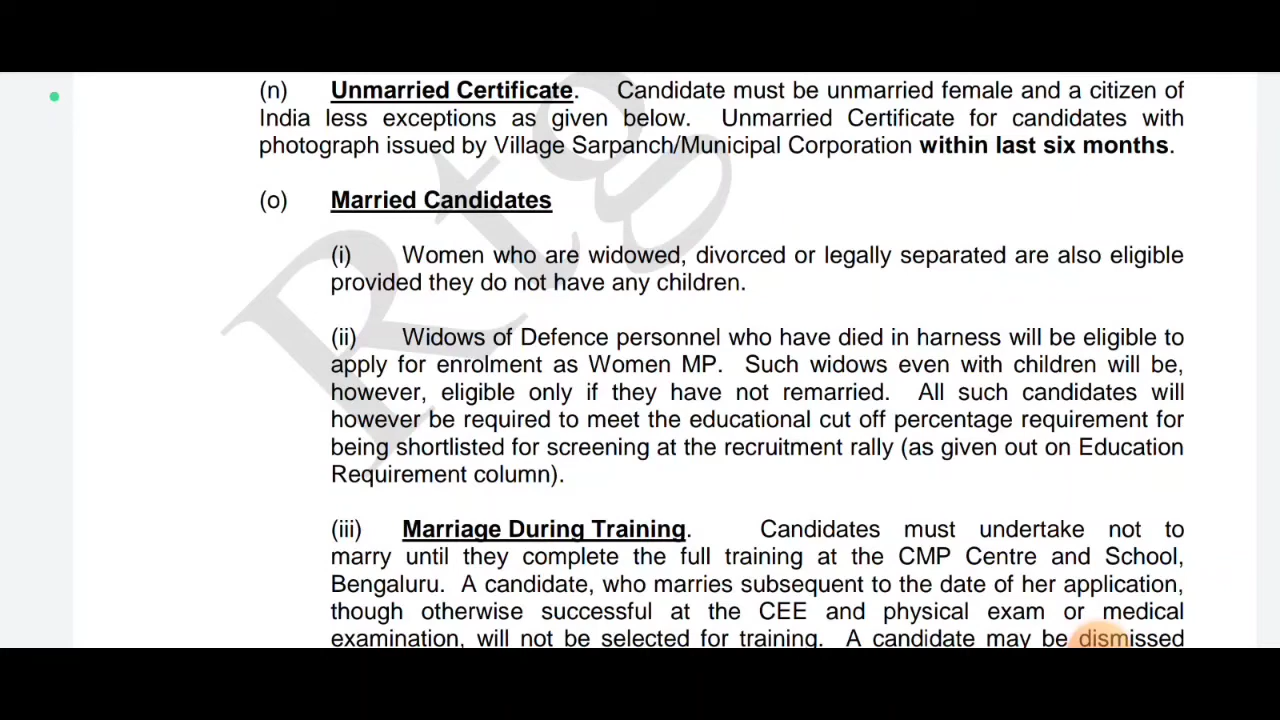 (n) Unmarried Certificate. Candidate must be unmarried female and a citizen of
India less exceptions as given below. Unmarried Certificate for candidates with
photograph issued by Village Sarpanch/Municipal Corporation within last six months.
(o) Married Candidates
(i) Women who are widowed, divorced or legally separated are also eligible
provided they do not have any children.
(ii) Widows of Defence personnel who have died in harness will be eligible to
apply for enrolment as Women MP. Such widows even with children will be,
however, eligible only if they have not remarried. All such candidates will
however be required to meet the educational cut off percentage requirement for
being shortlisted for screening at the recruitment rally (as given out on Education
Requirement column).
(iii) Marriage During Training. Candidates must undertake not to
marry until they complete the full training at the CMP Centre and School,
Bengaluru. A candidate, who marries subsequent to the date of her application,
though otherwise successful at the CEE and physical exam or medical
examination, will not be selected for training. A candidate may be dismissed
Rtg